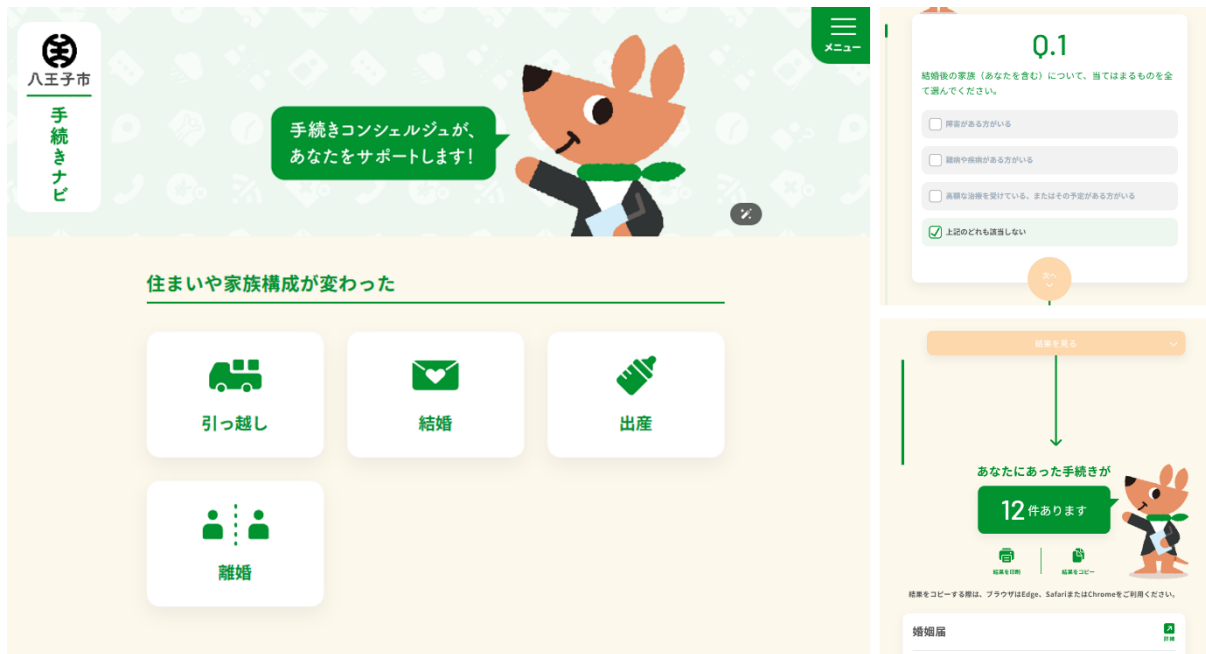 八王子市
手続きナビ
手続きコンシェルジュが、
あなたをサポートします!
メニュー
住まいや家族構成が変わった
引っ越し
結婚
出産
離婚
Q.1
結婚後の家族（あなたを含む）について、当てはまるものを全
て選んでください。
障害がある方がいる
難病や疾病がある方がいる
高額な治療を受けている、またはその予定がある方がいる
上記のどれも該当しない
次へ
結果を見る
あなたにあった手続きが
12件あります
結果を印刷
結果をコピー
結果をコピーする際は、ブラウザはEdge、SafariまたはChromeをご利用ください。
婚姻届
詳細